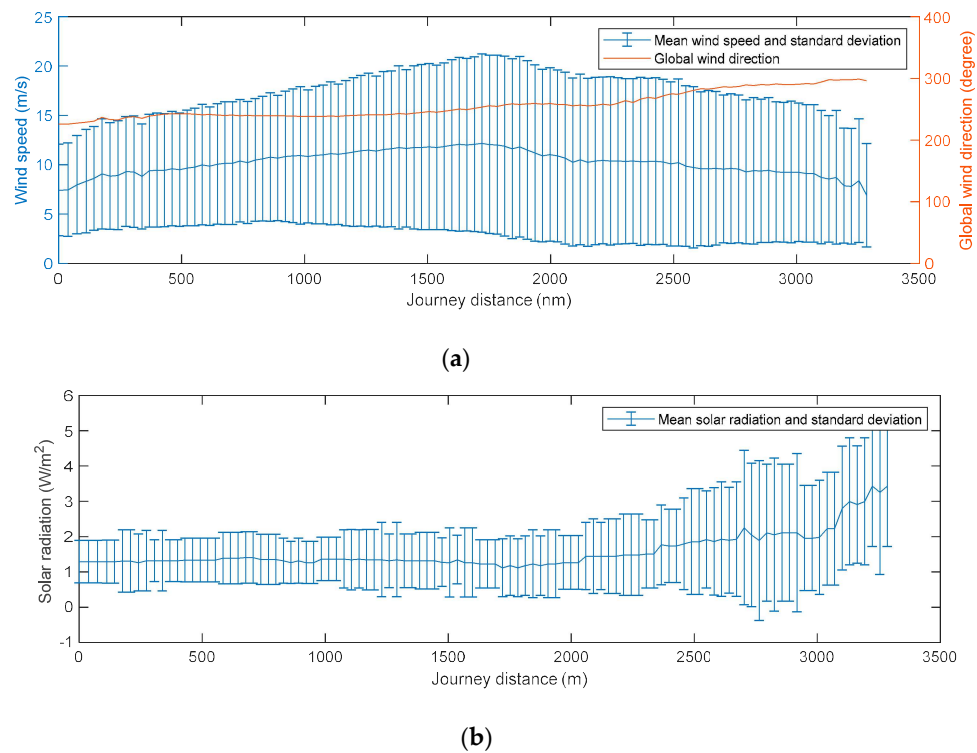 25
20
15
10
5
0
Wind speed (m/s)
400
300
200
100
0
Global wind direction (degree)
Mean wind speed and standard deviation
Global wind direction
0 500 1000 1500 2000 2500 3000 3500
Journey distance (nm)
(a)
6
5
4
3
2
1
0
-1
Solar radiation (W/m²)
Mean solar radiation and standard deviation
0 500 1000 1500 2000 2500 3000 3500
Journey distance (m)
(b)